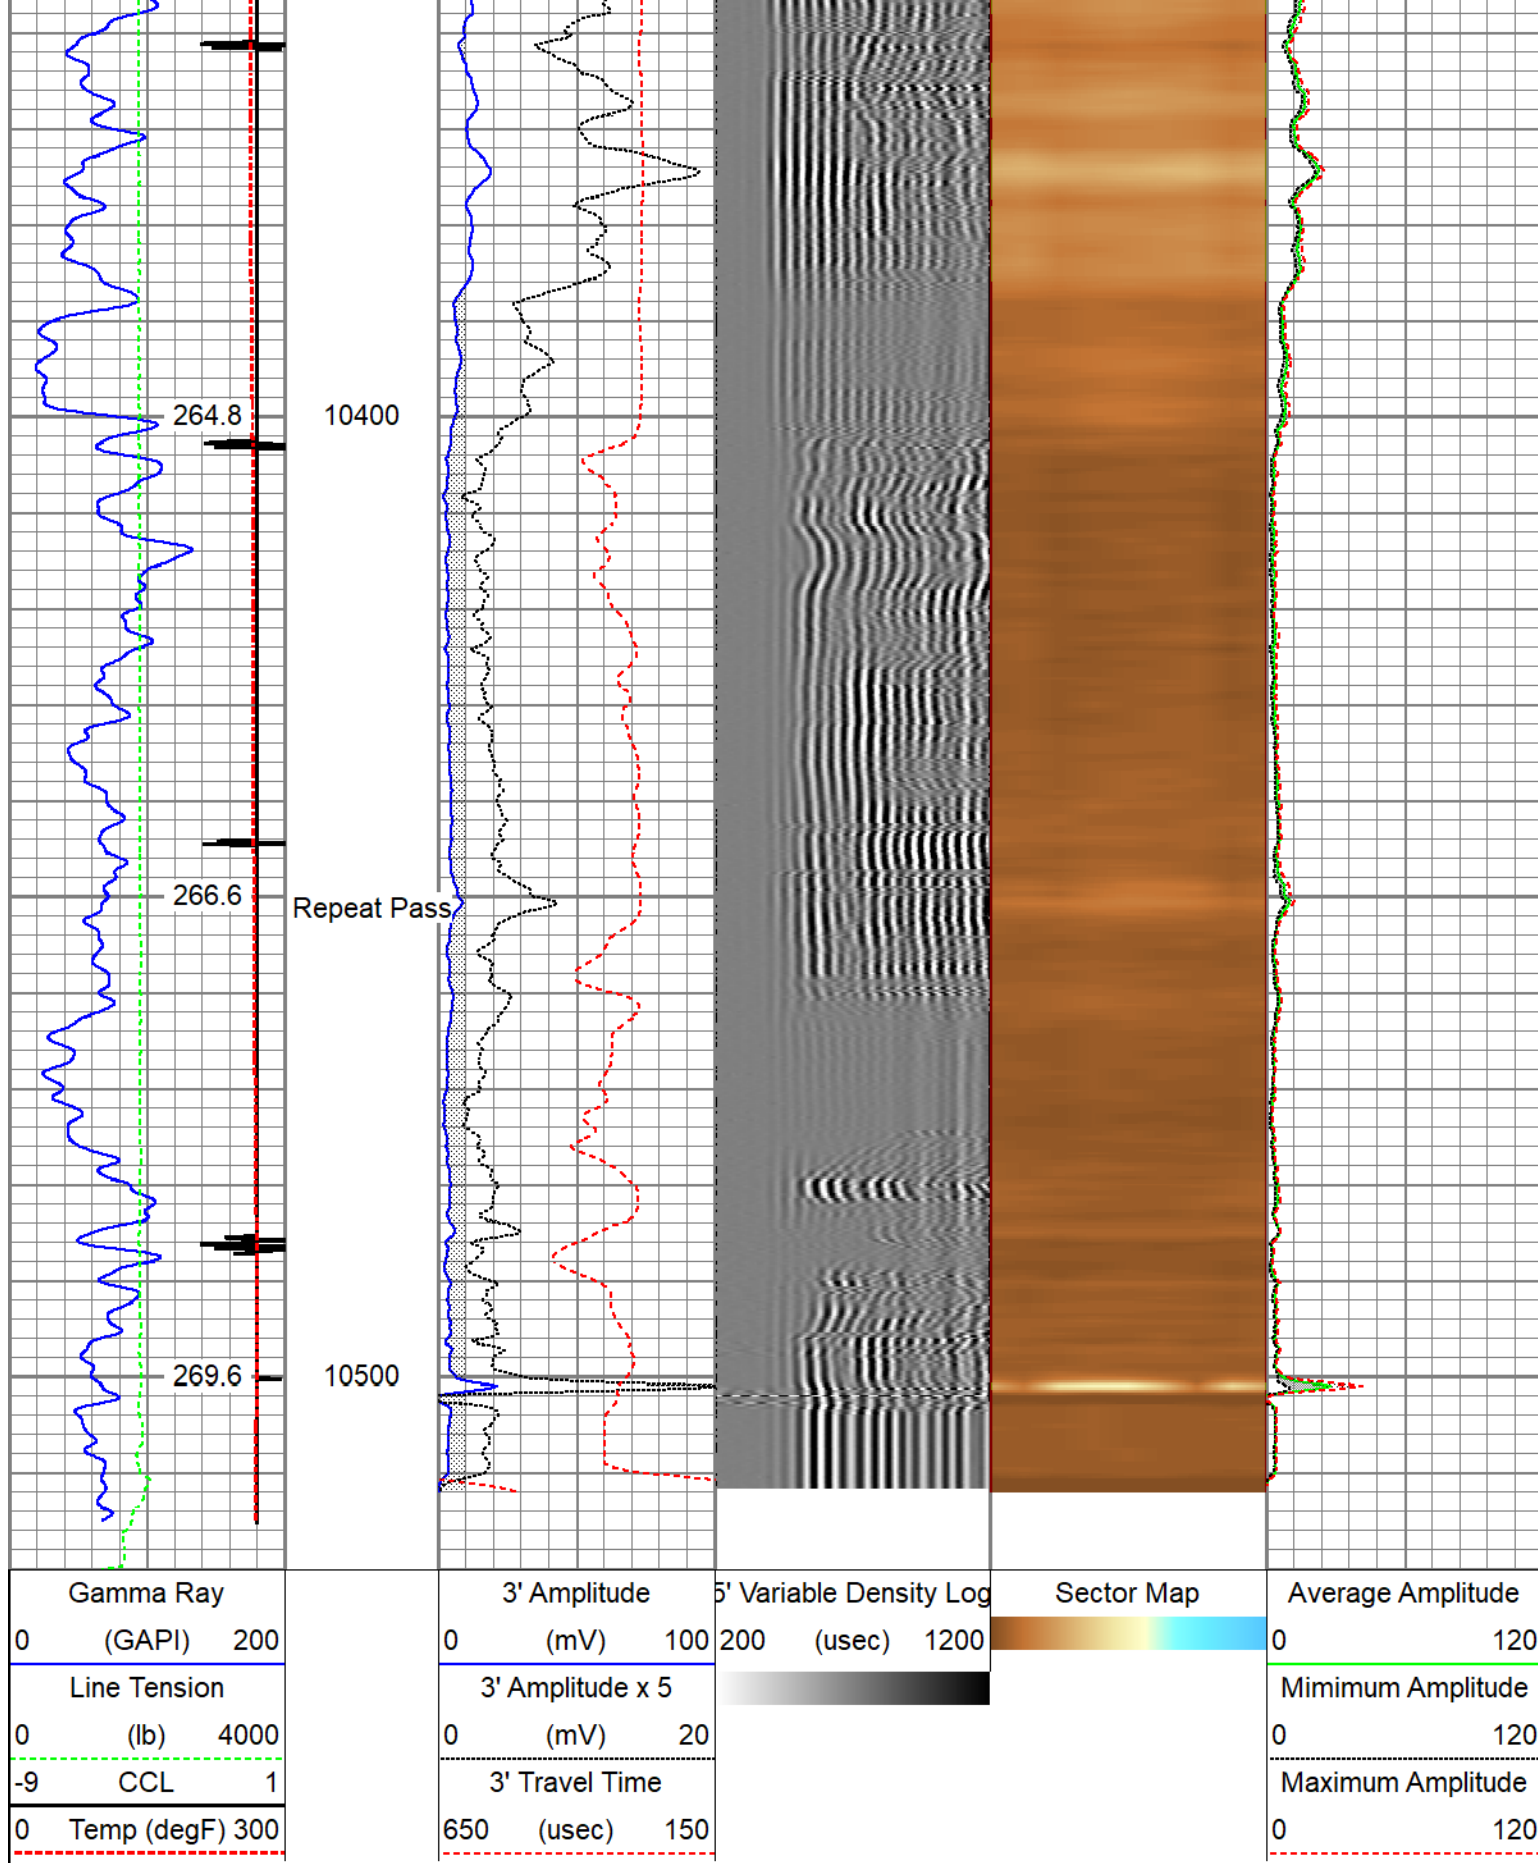 264.8
10400
266.6
Repeat Pass
269.6
10500
Gamma Ray
0 (GAPI) 200
Line Tension
0 (lb) 4000
-9 CCL 1
0 Temp (degF) 300
3' Amplitude
0 (mV) 100
3' Amplitude x 5
0 (mV) 20
3' Travel Time
650 (usec) 150
5' Variable Density Log
200 (usec) 1200
Sector Map
Average Amplitude
0 120
Mimimum Amplitude
0 120
Maximum Amplitude
0 120